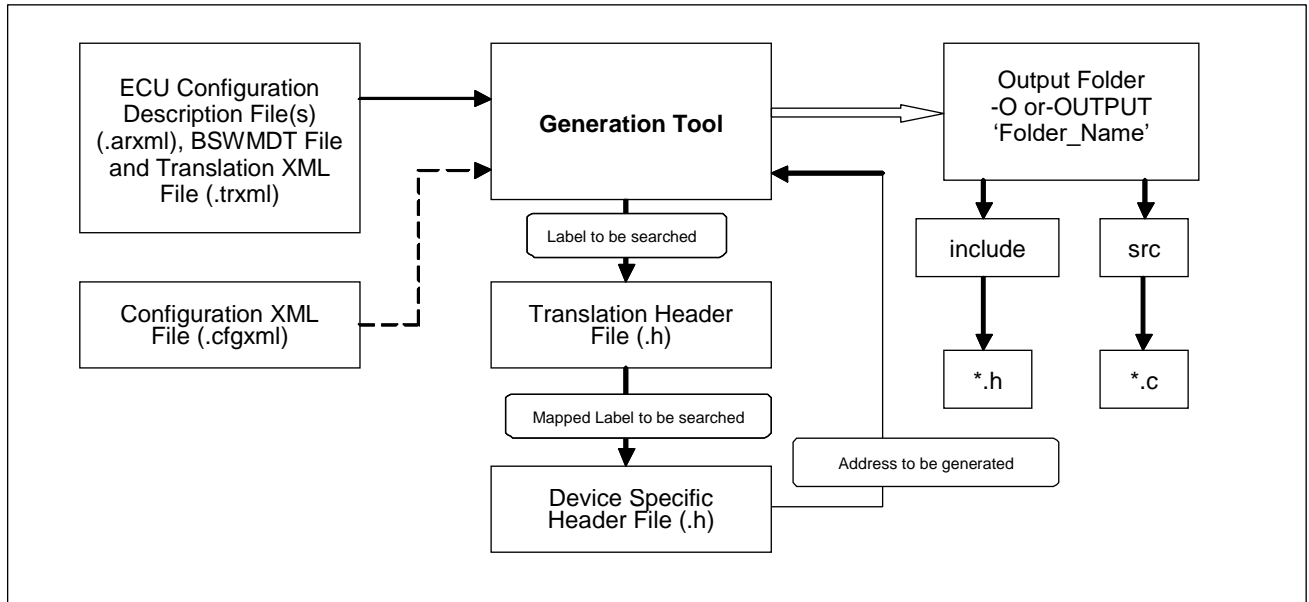 ECU Configuration
Description File(s)
(.arxml), BSWMDT File
and Translation XML
File (.trxml)
Generation Tool
Output Folder
-O or-OUTPUT
‘Folder_Name’
Label to be searched
include
src
Configuration XML
File (.cfgxml)
Translation Header
File (.h)
*.h
*.c
Mapped Label to be searched
Address to be generated
Device Specific
Header File (.h)